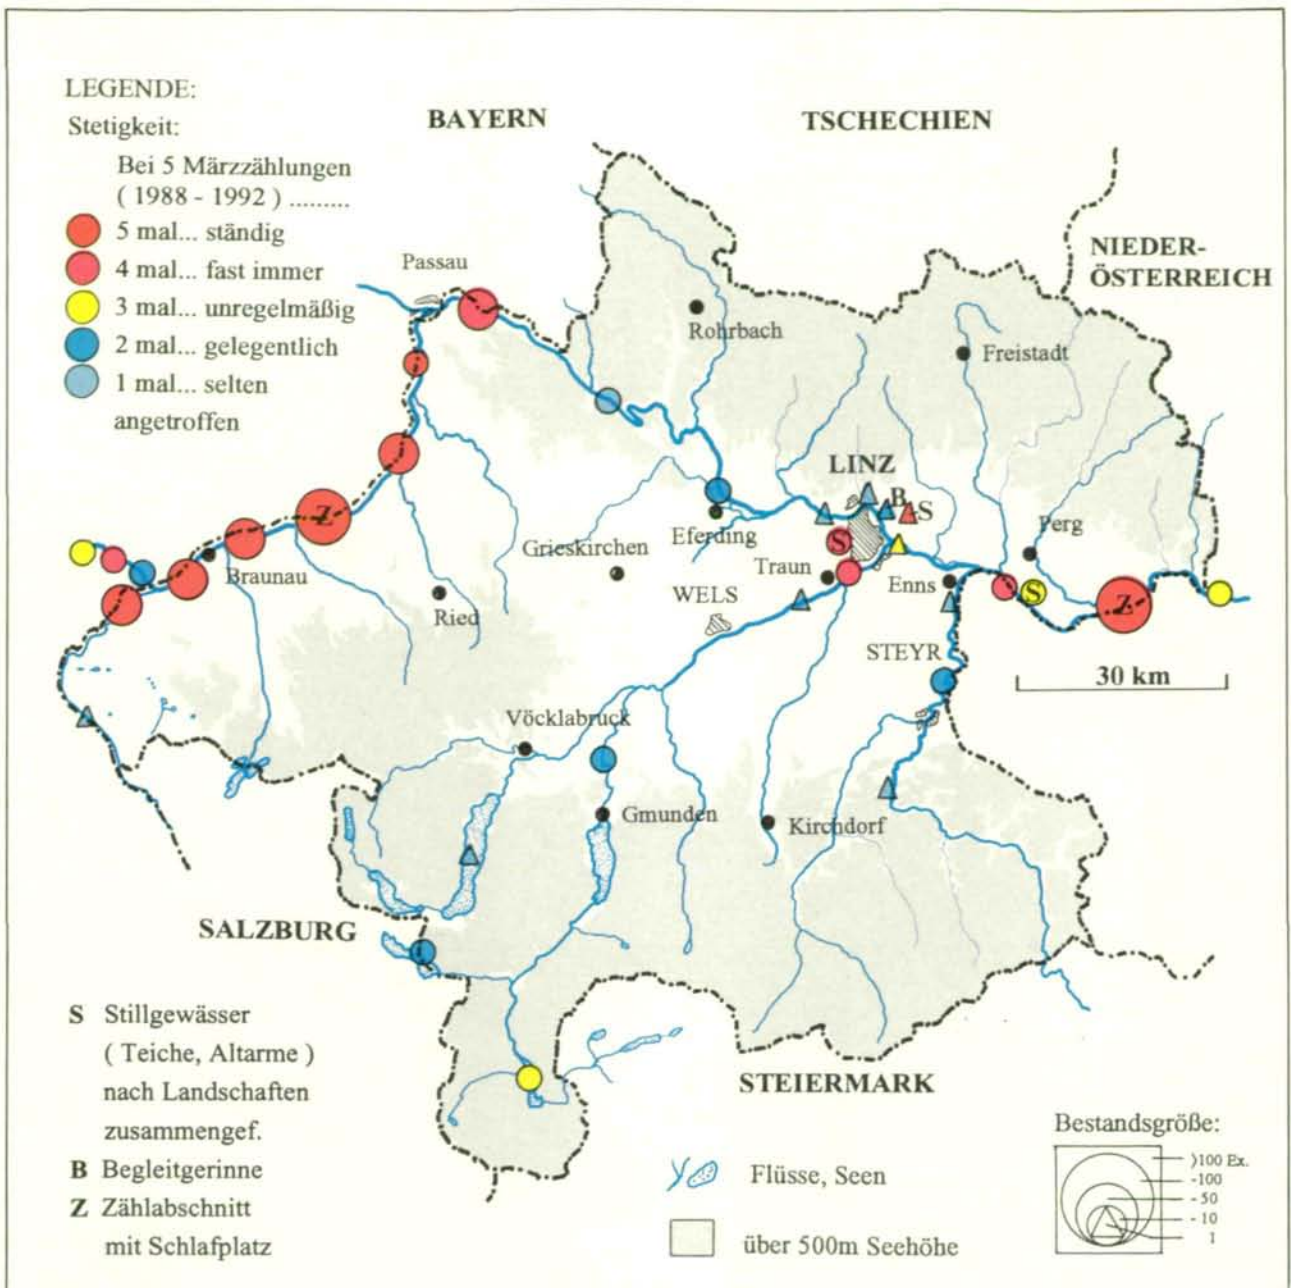 LEGENDE:
Stetigkeit:
Bei 5 Märzzählungen
( 1988 - 1992 ) .........
5 mal... ständig
4 mal... fast immer
3 mal... unregelmäßig
2 mal... gelegentlich
1 mal... selten
angetroffen
BAYERN
TSCHECHIEN
NIEDER-
ÖSTERREICH
Passau
Rohrbach
Freistadt
LINZ
B
S
Z
Eferding
Perg
Grieskirchen
S
Braunau
Traun
Enns
S
Z
WELS
Ried
STEYR
30 km
Vöcklabruck
Gmunden
Kirchdorf
SALZBURG
STEIERMARK
S Stillgewässer
( Teiche, Altarme )
nach Landschaften
zusammengef.
B Begleitgerinne
Z Zählabschnitt
mit Schlafplatz
Flüsse, Seen
über 500m Seehöhe
Bestandsgröße:
⟩100 Ex.
-100
- 50
- 10
1